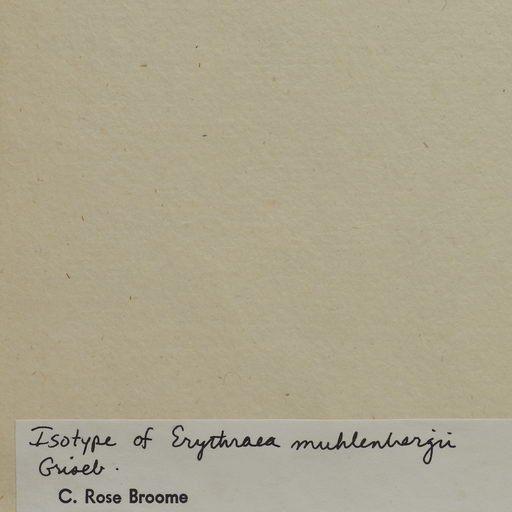 Isotype of Erythraea muhlenbergii
Griseb.
C. Rose Broome